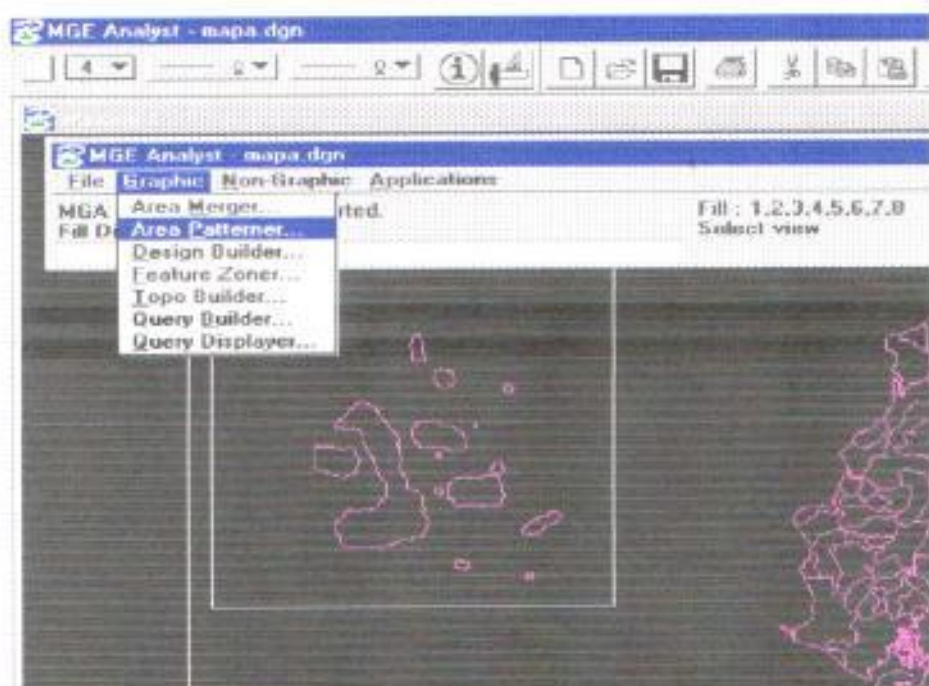 MGE Analyst - mapa.dgn
4 0 0
MGE Analyst - mapa.dgn
File Graphic Non-Graphic Applications
MGA rted. Fill : 1,2,3,4,5,6,7,8
Fill D Select view
Area Merger...
Area Patterner...
Design Builder...
Feature Zoner...
Topo Builder...
Query Builder...
Query Displayer...